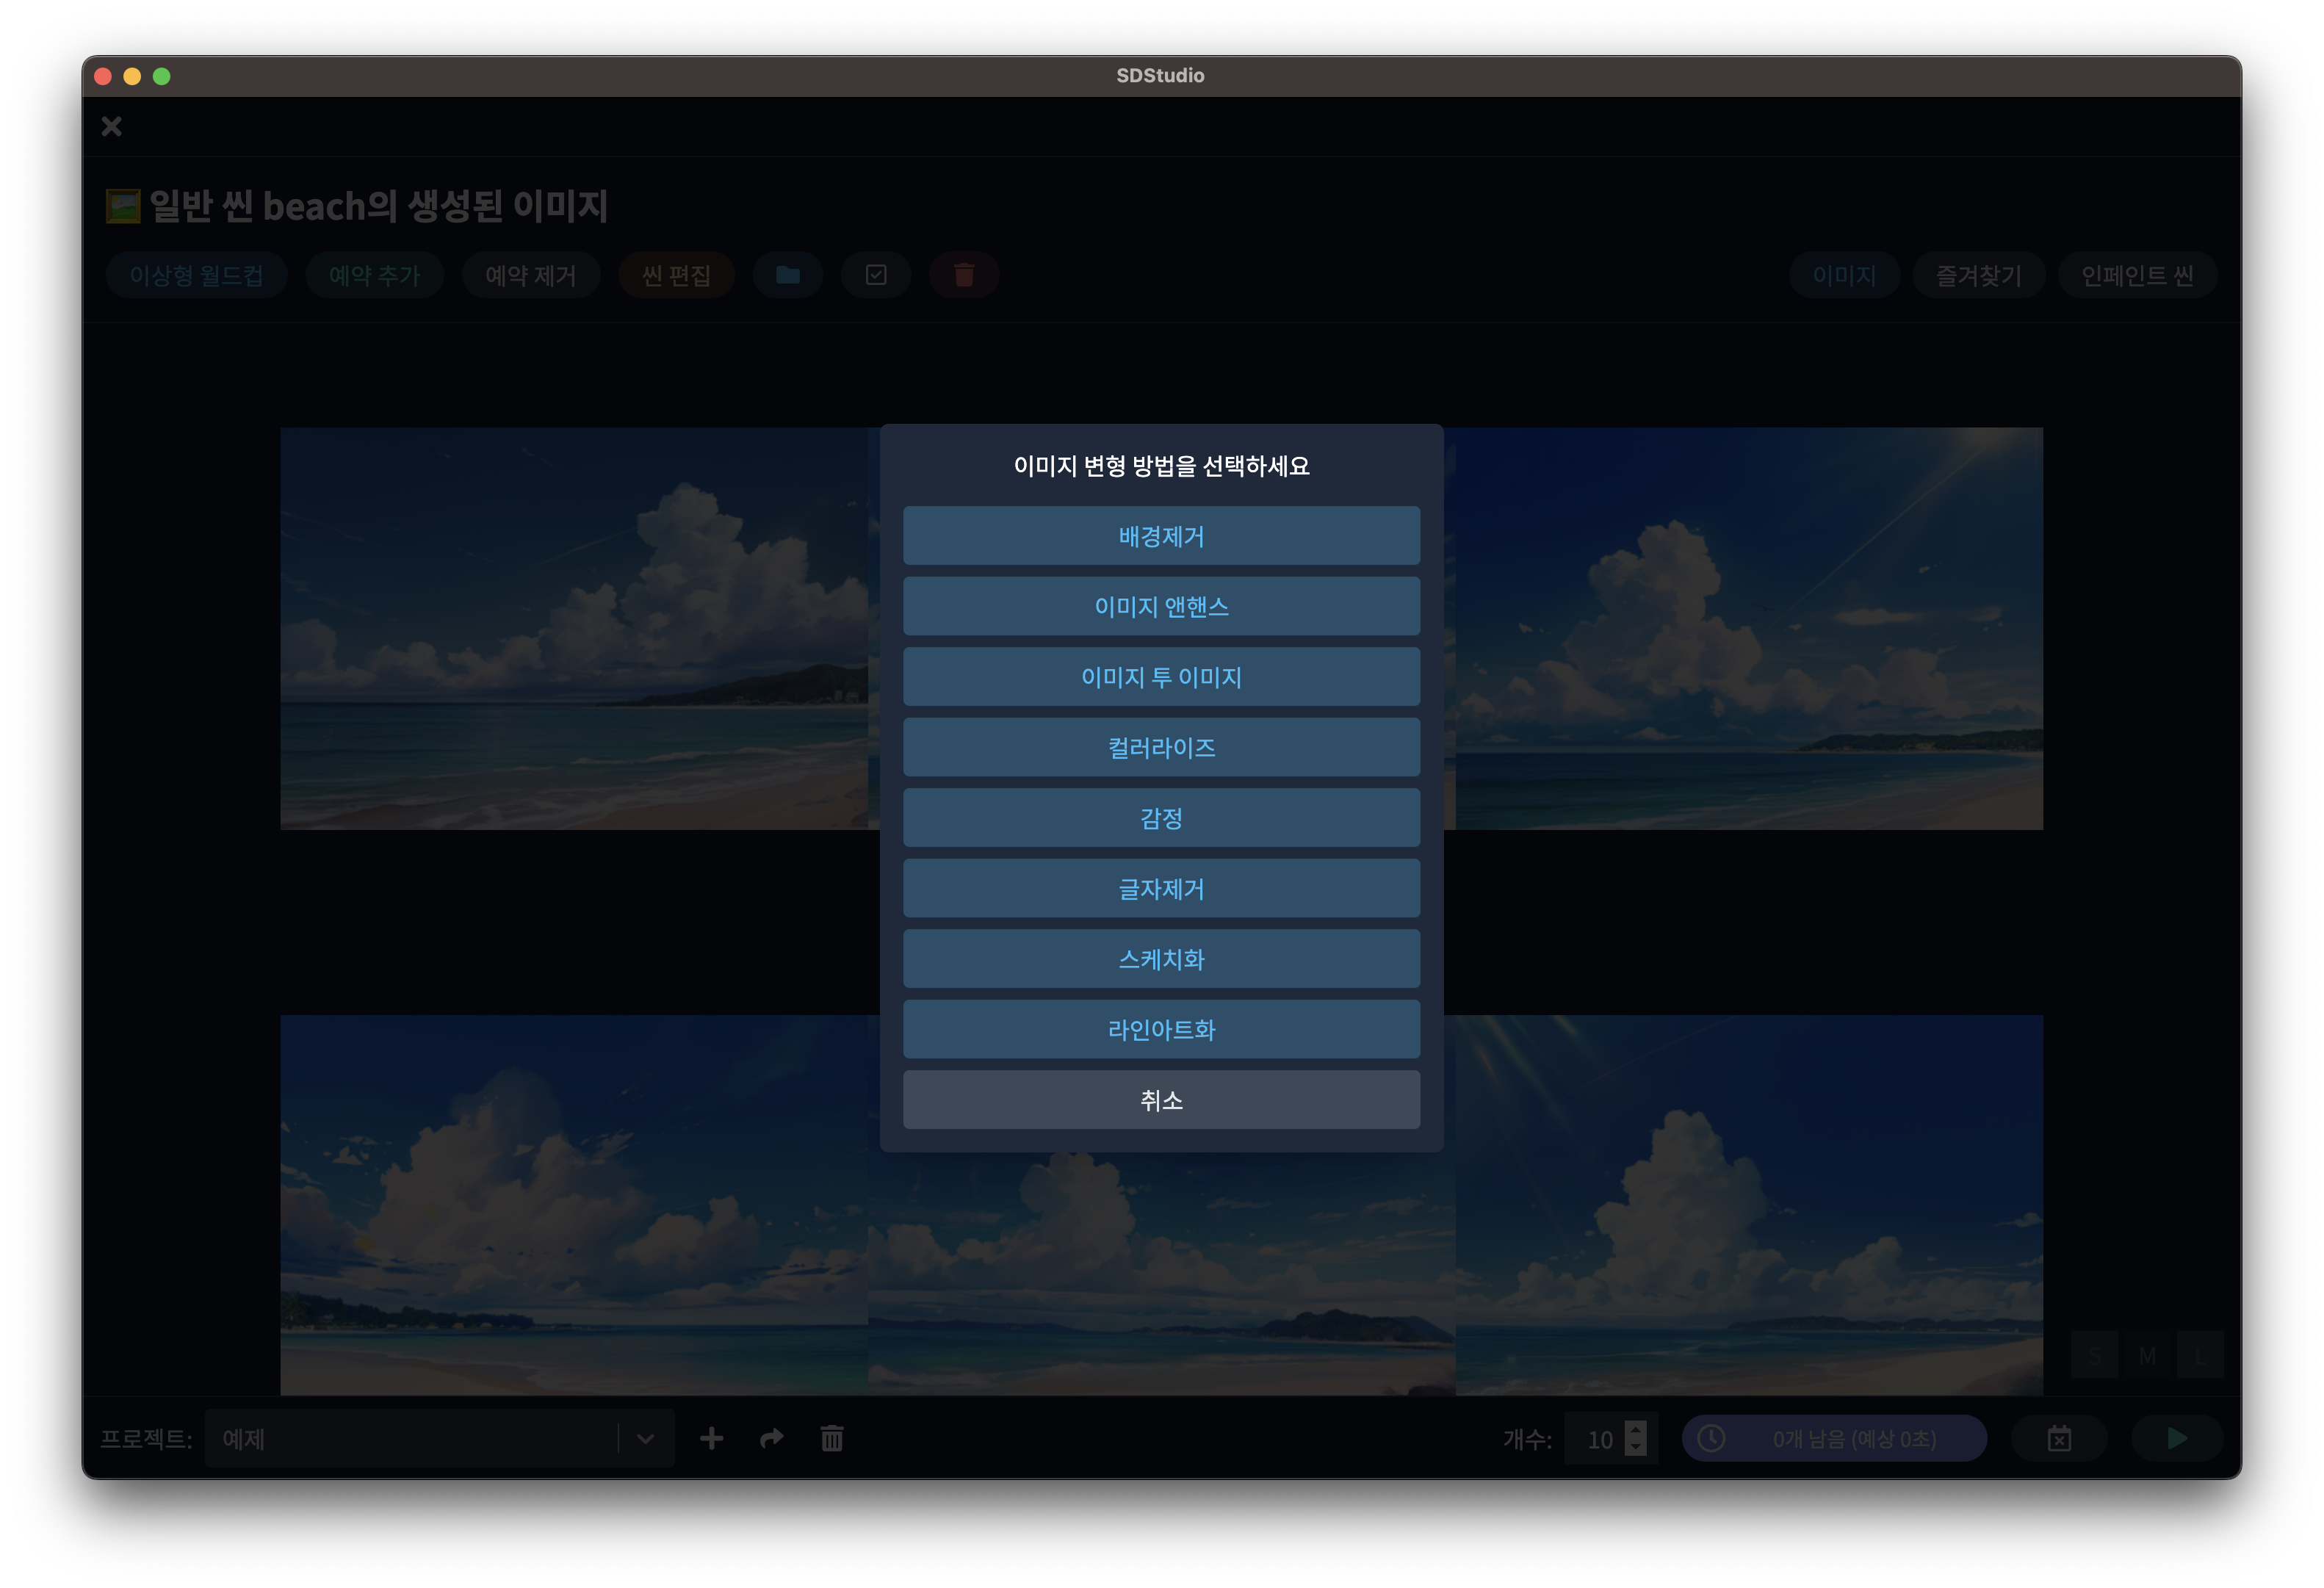 SDStudio
일반 씬 beach의 생성된 이미지
이상형 월드컵 예약 추가 예약 제거 씬 편집 이미지 즐겨찾기 인페인트 씬
이미지 변형 방법을 선택하세요
배경제거
이미지 앤핸스
이미지 투 이미지
컬러라이즈
감정
글자제거
스케치화
라인아트화
취소
S M L
프로젝트: 예제 개수: 10 0개 남음 (예상 0초)